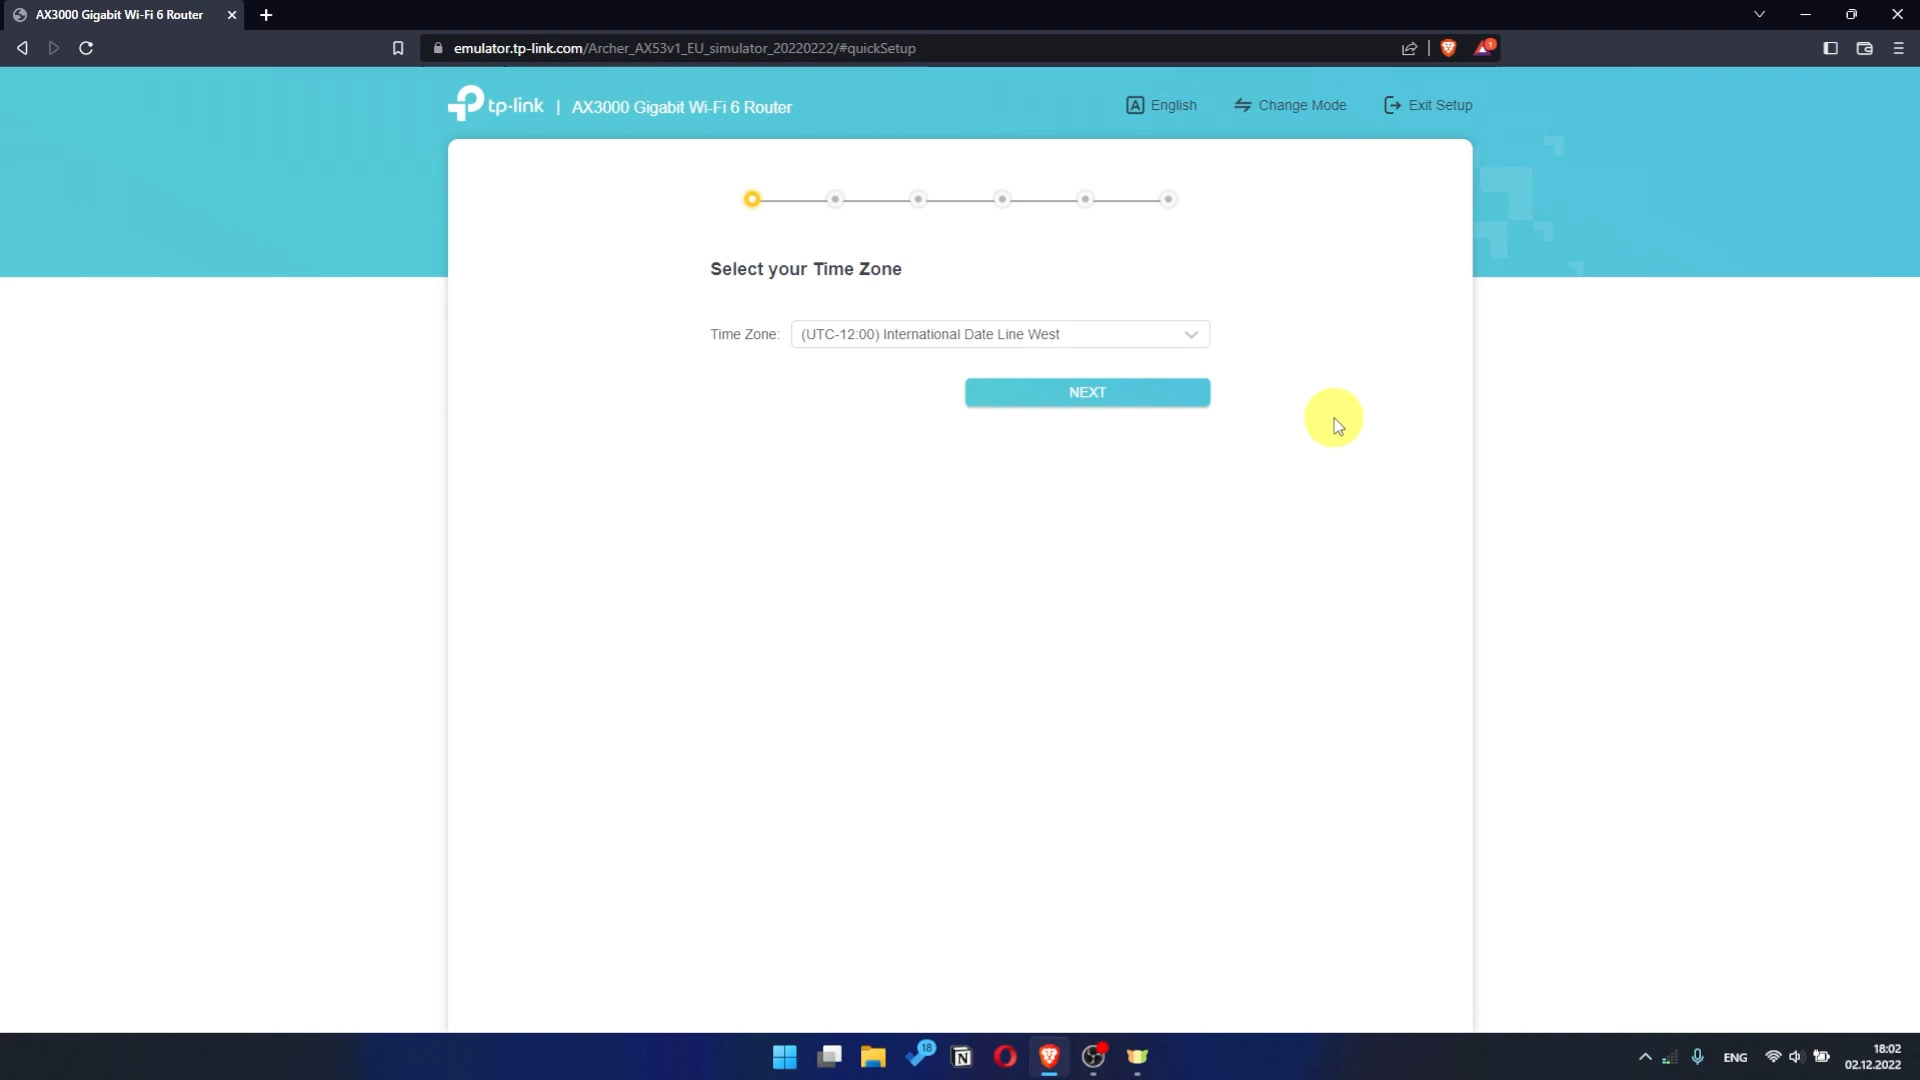 AX3000 Gigabit Wi-Fi 6 Router
emulator.tp-link.com/Archer_AX53v1_EU_simulator_20220222/#quickSetup
1
tp-link | AX3000 Gigabit Wi-Fi 6 Router
A English
Change Mode
Exit Setup
Select your Time Zone
Time Zone: (UTC-12:00) International Date Line West
NEXT
18
ENG
18:02
02.12.2022